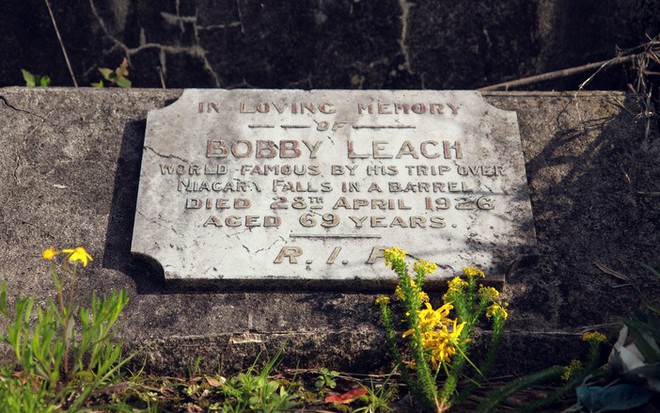 IN LOVING MEMORY
OF
BOBBY LEACH
WORLD FAMOUS BY HIS TRIP OVER
NIAGARA FALLS IN A BARREL
DIED 28TH APRIL 1926
AGED 69 YEARS.
R.I.P.